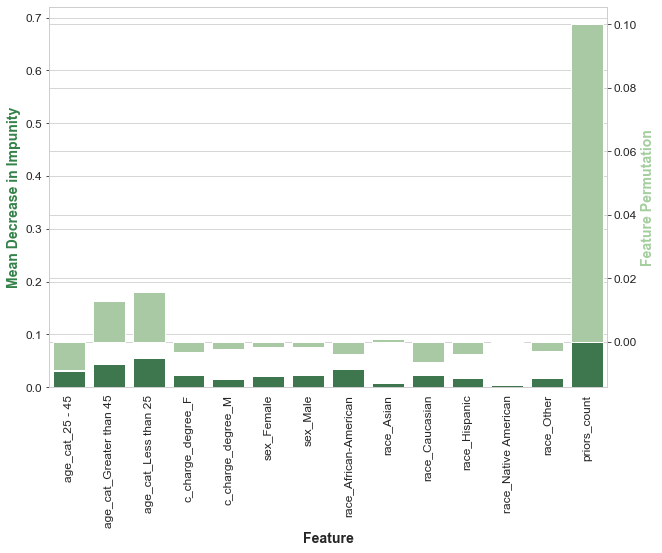 0.7
0.6
0.5
0.4
0.3
0.2
0.1
0.0
Mean Decrease in Impunity
0.10
0.08
0.06
0.04
0.02
0.00
Feature Permutation
age_cat_25 - 45
age_cat_Greater than 45
age_cat_Less than 25
c_charge_degree_F
c_charge_degree_M
sex_Female
sex_Male
race_African-American
race_Asian
race_Caucasian
race_Hispanic
race_Native American
race_Other
priors_count
Feature